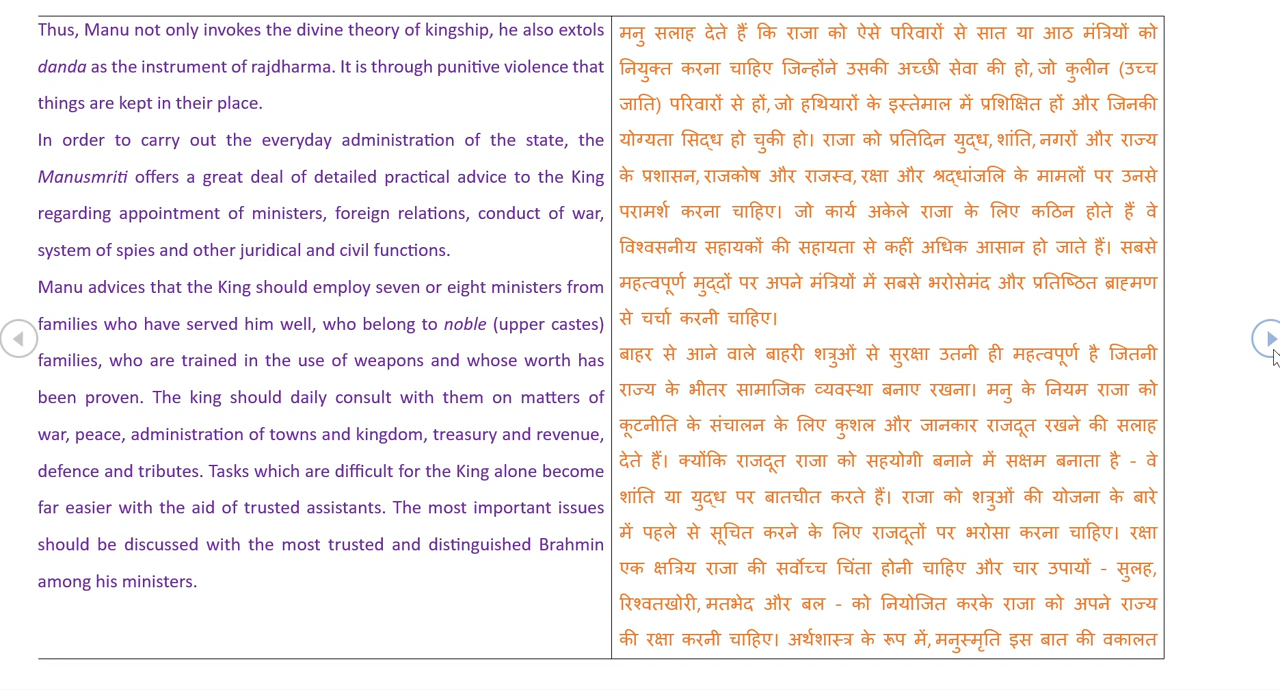 Thus, Manu not only invokes the divine theory of kingship, he also extols
danda as the instrument of rajdharma. It is through punitive violence that
things are kept in their place.
In order to carry out the everyday administration of the state, the
Manusmriti offers a great deal of detailed practical advice to the King
regarding appointment of ministers, foreign relations, conduct of war,
system of spies and other juridical and civil functions.
Manu advices that the King should employ seven or eight ministers from
families who have served him well, who belong to noble (upper castes)
families, who are trained in the use of weapons and whose worth has
been proven. The king should daily consult with them on matters of
war, peace, administration of towns and kingdom, treasury and revenue,
defence and tributes. Tasks which are difficult for the King alone become
far easier with the aid of trusted assistants. The most important issues
should be discussed with the most trusted and distinguished Brahmin
among his ministers.
मनु सलाह देते हैं कि राजा को ऐसे परिवारों से सात या आठ मंत्रियों को
नियुक्त करना चाहिए जिन्होंने उसकी अच्छी सेवा की हो, जो कुलीन (उच्च
जाति) परिवारों से हों, जो हथियारों के इस्तेमाल में प्रशिक्षित हों और जिनकी
योग्यता सिद्ध हो चुकी हो। राजा को प्रतिदिन युद्ध, शांति, नगरों और राज्य
के प्रशासन, राजकोष और राजस्व, रक्षा और श्रद्धांजलि के मामलों पर उनसे
परामर्श करना चाहिए। जो कार्य अकेले राजा के लिए कठिन होते हैं वे
विश्वसनीय सहायकों की सहायता से कहीं अधिक आसान हो जाते हैं। सबसे
महत्वपूर्ण मुद्दों पर अपने मंत्रियों में सबसे भरोसेमंद और प्रतिष्ठित ब्राह्मण
से चर्चा करनी चाहिए।
बाहर से आने वाले बाहरी शत्रुओं से सुरक्षा उतनी ही महत्वपूर्ण है जितनी
राज्य के भीतर सामाजिक व्यवस्था बनाए रखना। मनु के नियम राजा को
कूटनीति के संचालन के लिए कुशल और जानकार राजदूत रखने की सलाह
देते हैं। क्योंकि राजदूत राजा को सहयोगी बनाने में सक्षम बनाता है - वे
शांति या युद्ध पर बातचीत करते हैं। राजा को शत्रुओं की योजना के बारे
में पहले से सूचित करने के लिए राजदूतों पर भरोसा करना चाहिए। रक्षा
एक क्षत्रिय राजा की सर्वोच्च चिंता होनी चाहिए और चार उपायों - सुलह,
रिश्वतखोरी, मतभेद और बल - को नियोजित करके राजा को अपने राज्य
की रक्षा करनी चाहिए। अर्थशास्त्र के रूप में, मनुस्मृति इस बात की वकालत